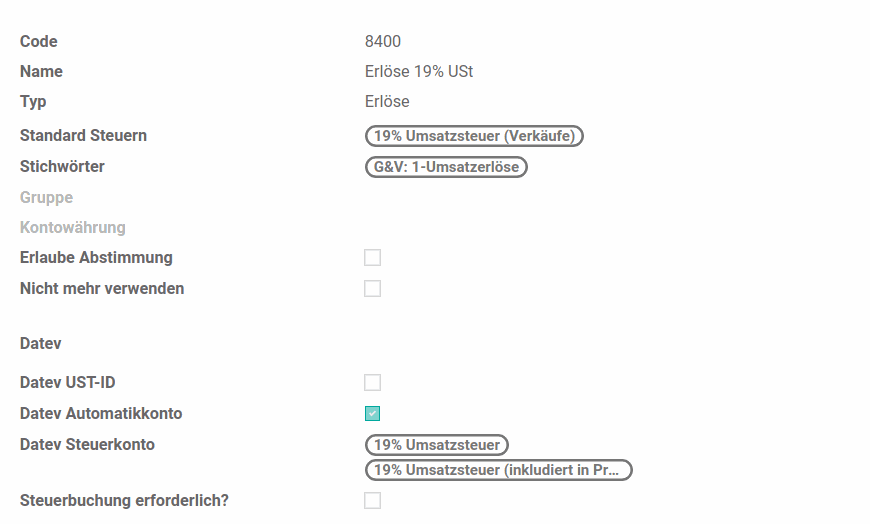 Code 8400
Name Erlöse 19% USt
Typ Erlöse
Standard Steuern 19% Umsatzsteuer (Verkäufe)
Stichwörter G&V: 1-Umsatzerlöse
Gruppe
Kontowährung
Erlaube Abstimmung
Nicht mehr verwenden
Datev
Datev UST-ID
Datev Automatikkonto
Datev Steuerkonto 19% Umsatzsteuer
19% Umsatzsteuer (inkludiert in Pr...
Steuerbuchung erforderlich?